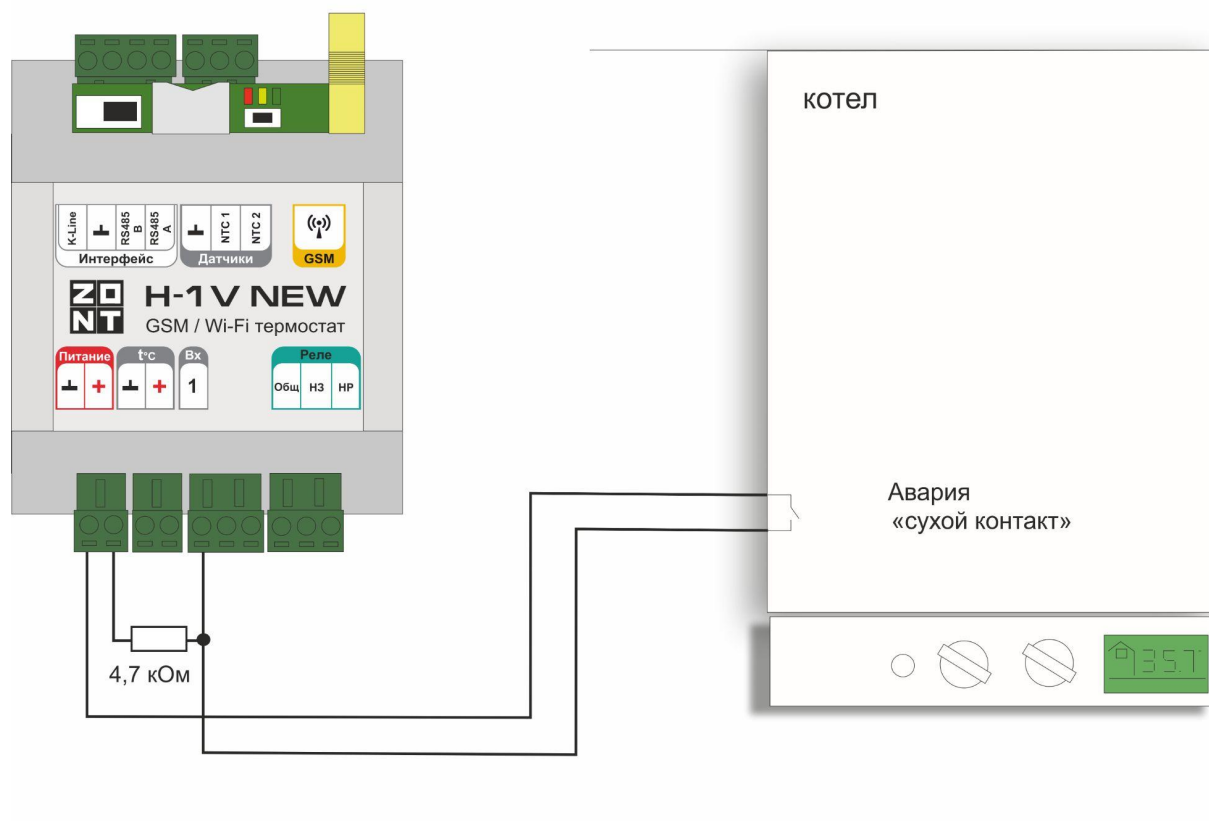 котел
K-Line
RS485 B
RS485 A
NTC 1
NTC 2
Интерфейс
Датчики
GSM
ZONT
H-1V NEW
GSM / Wi-Fi термостат
Питание
t°C
Вх
Реле
+
+
1
Общ
НЗ
НР
Авария
«сухой контакт»
4,7 кОм
35.7